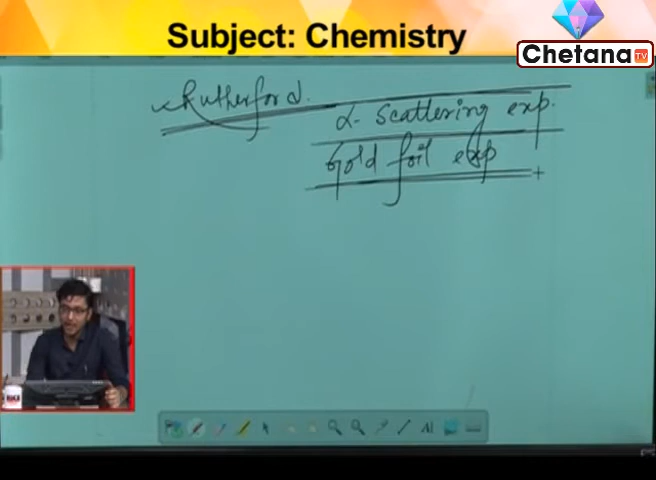 Subject: Chemistry
Chetana TV
Rutherford.
α- Scattering exp.
Gold foil exp